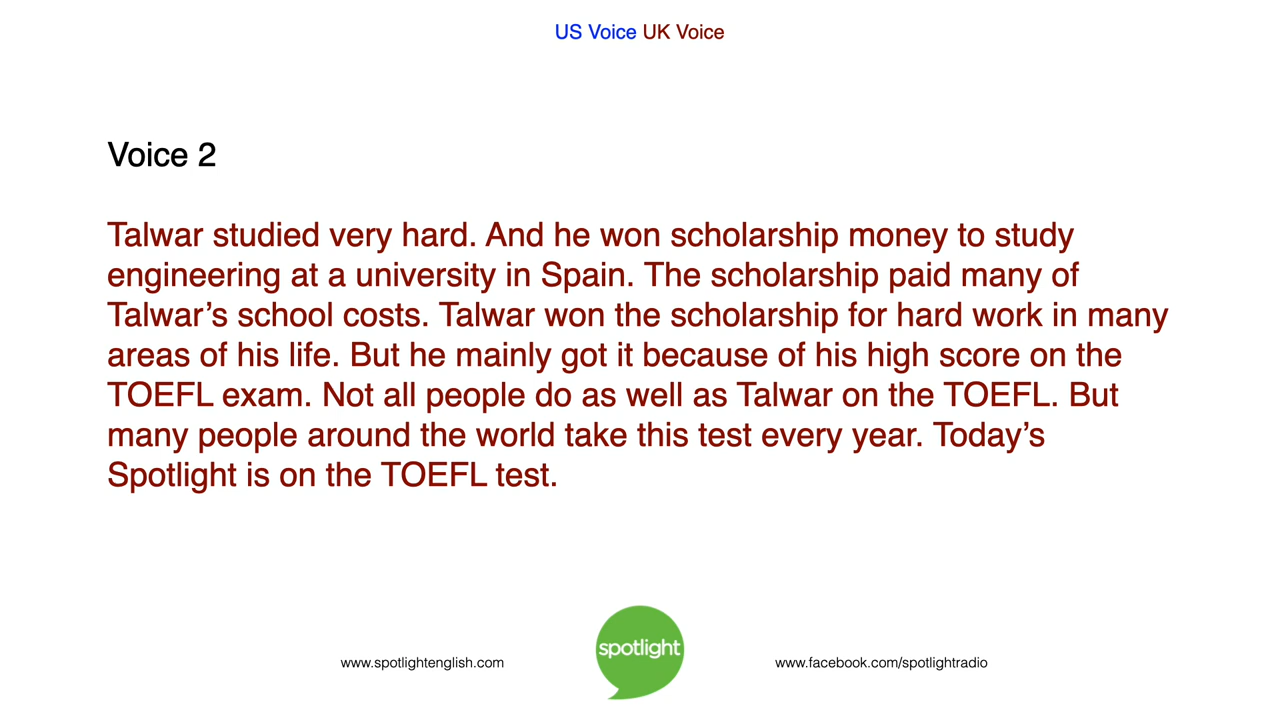 US Voice UK Voice
Voice 2
Talwar studied very hard. And he won scholarship money to study
engineering at a university in Spain. The scholarship paid many of
Talwar’s school costs. Talwar won the scholarship for hard work in many
areas of his life. But he mainly got it because of his high score on the
TOEFL exam. Not all people do as well as Talwar on the TOEFL. But
many people around the world take this test every year. Today’s
Spotlight is on the TOEFL test.
www.spotlightenglish.com
spotlight
www.facebook.com/spotlightradio